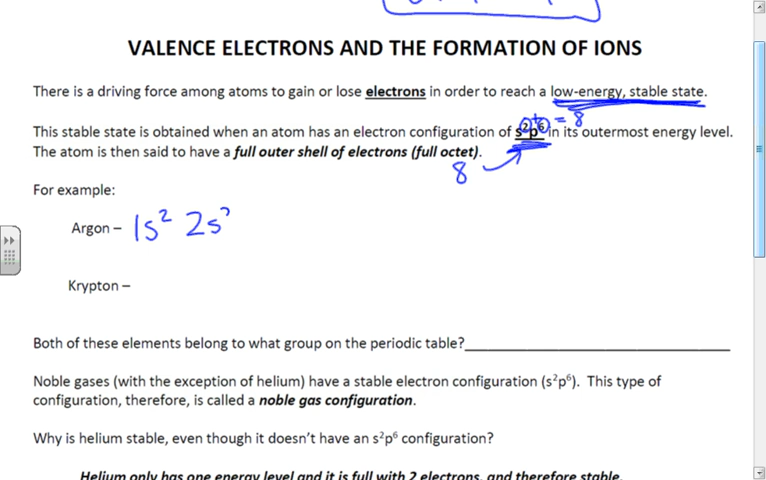 VALENCE ELECTRONS AND THE FORMATION OF IONS
There is a driving force among atoms to gain or lose electrons in order to reach a low-energy, stable state.
= 8
This stable state is obtained when an atom has an electron configuration of s²p⁶ in its outermost energy level.
The atom is then said to have a full outer shell of electrons (full octet).
8
For example:
Argon – 1s² 2s²
Krypton –
Both of these elements belong to what group on the periodic table?
Noble gases (with the exception of helium) have a stable electron configuration (s²p⁶). This type of
configuration, therefore, is called a noble gas configuration.
Why is helium stable, even though it doesn't have an s²p⁶ configuration?
Helium only has one energy level and it is full with 2 electrons, and therefore stable.